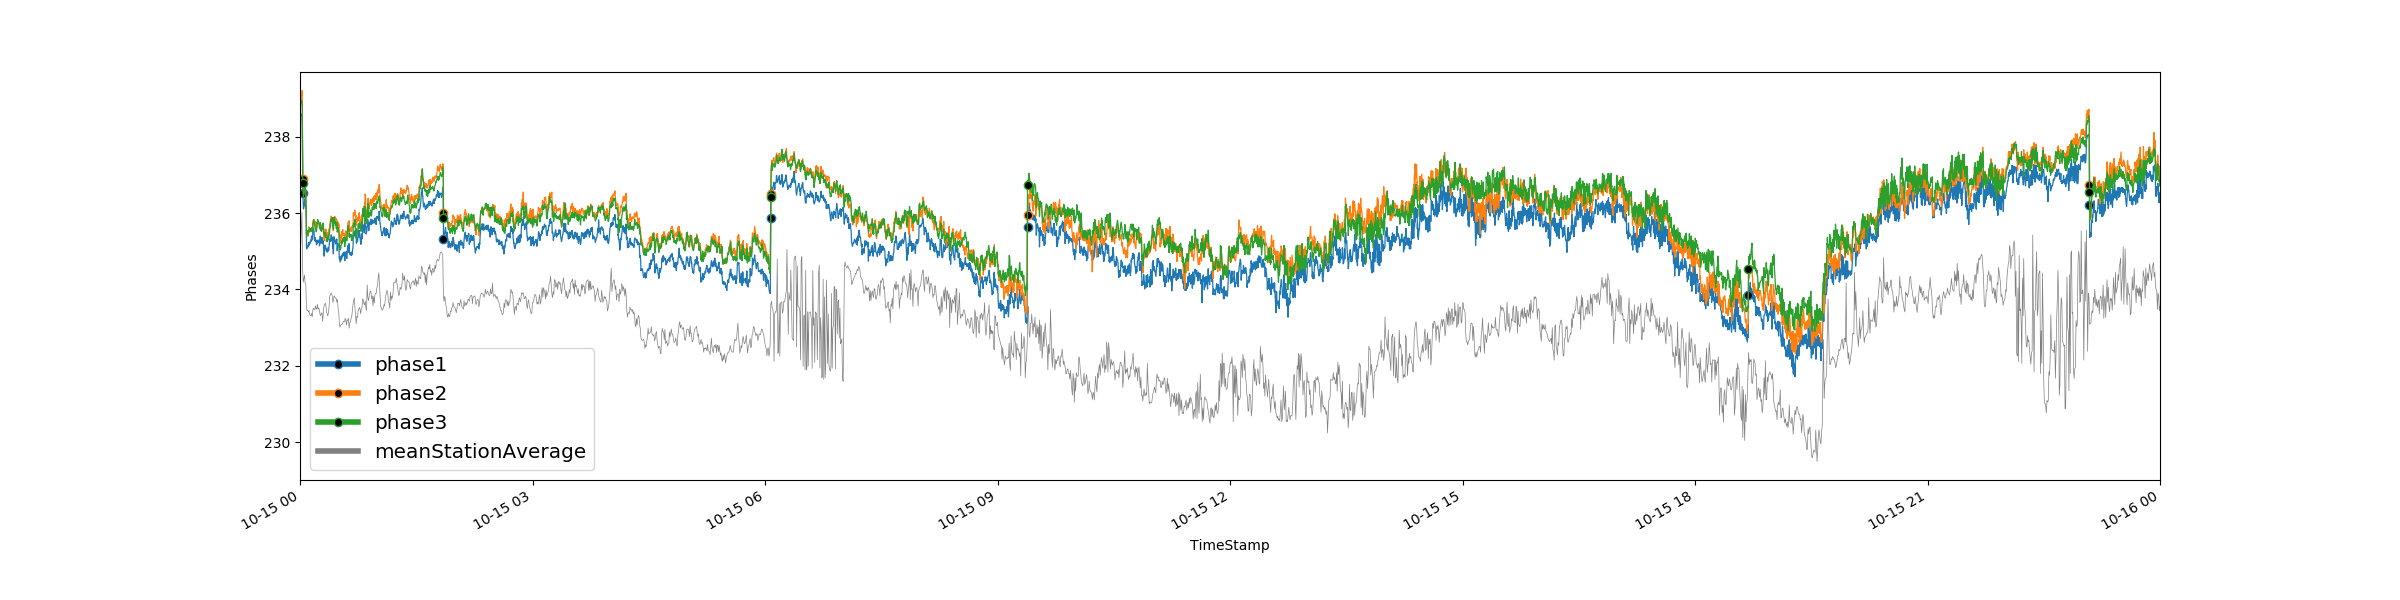 238
236
234
232
230
Phases
phase1
phase2
phase3
meanStationAverage
10-15 00
10-15 03
10-15 06
10-15 09
10-15 12
10-15 15
10-15 18
10-15 21
10-16 00
TimeStamp